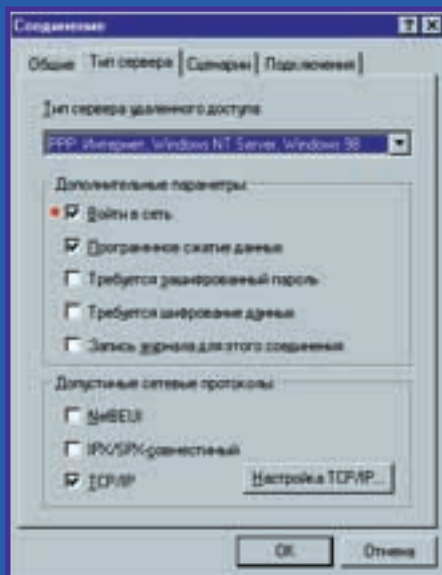 Соединение
Общие Тип сервера Сценарии Подключения
Тип сервера удаленного доступа
PPP: Интернет, Windows NT Server, Windows 98
Дополнительные параметры:
Войти в сеть
Программное сжатие данных
Требуется зашифрованный пароль
Требуется шифрование данных
Запись журнала для этого соединения
Допустимые сетевые протоколы:
NetBEUI
IPX/SPX-совместимый
TCP/IP Настройка TCP/IP...
OK Отмена